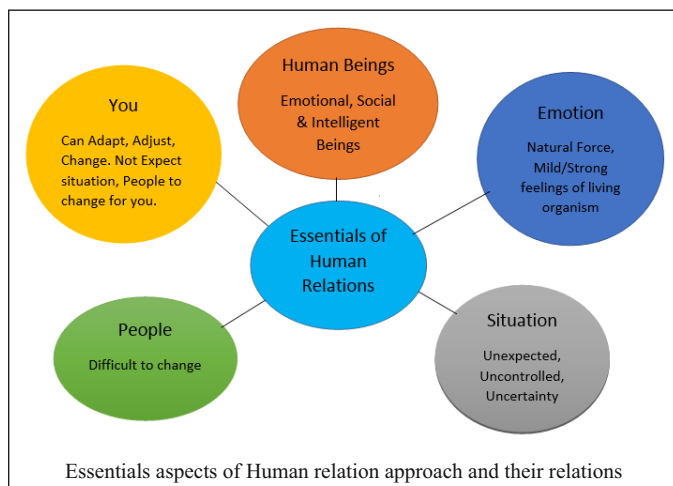 Human Beings
Emotional, Social
& Intelligent
Beings
You
Can Adapt, Adjust,
Change. Not Expect
situation, People to
change for you.
Emotion
Natural Force,
Mild/Strong
feelings of living
organism
Essentials of
Human
Relations
People
Difficult to change
Situation
Unexpected,
Uncontrolled,
Uncertainty
Essentials aspects of Human relation approach and their relations